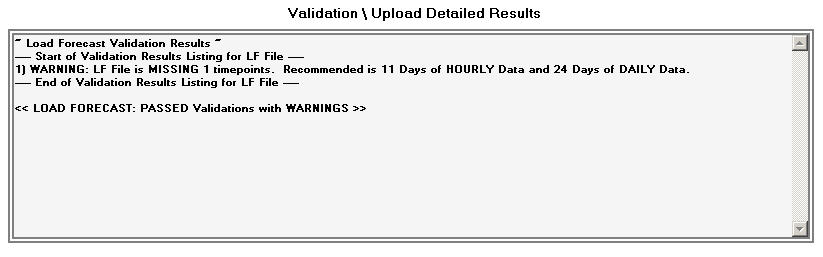 Validation \ Upload Detailed Results
~ Load Forecast Validation Results ~
---- Start of Validation Results Listing for LF File ----
1) WARNING: LF File is MISSING 1 timepoints.  Recommended is 11 Days of HOURLY Data and 24 Days of DAILY Data.
---- End of Validation Results Listing for LF File ----
<< LOAD FORECAST: PASSED Validations with WARNINGS >>